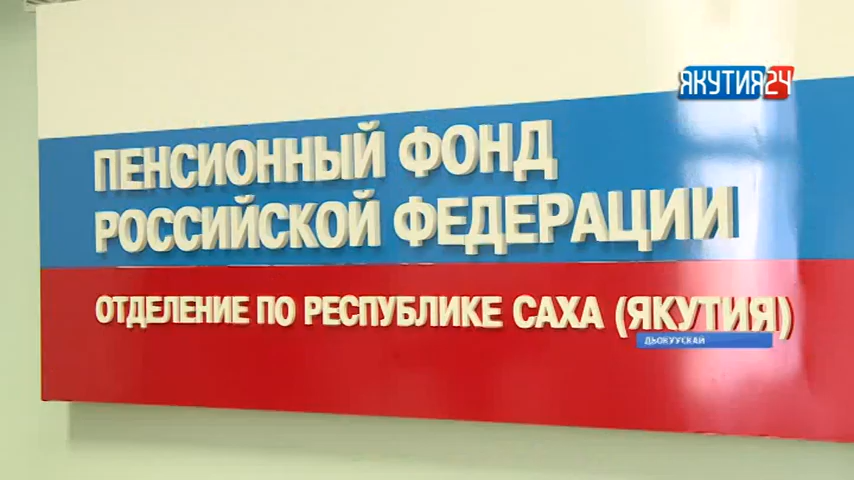 ЯКУТИЯ24
ПЕНСИОННЫЙ ФОНД
РОССИЙСКОЙ ФЕДЕРАЦИИ
ОТДЕЛЕНИЕ ПО РЕСПУБЛИКЕ САХА (ЯКУТИЯ)
ДЬОКУУСКАЙ